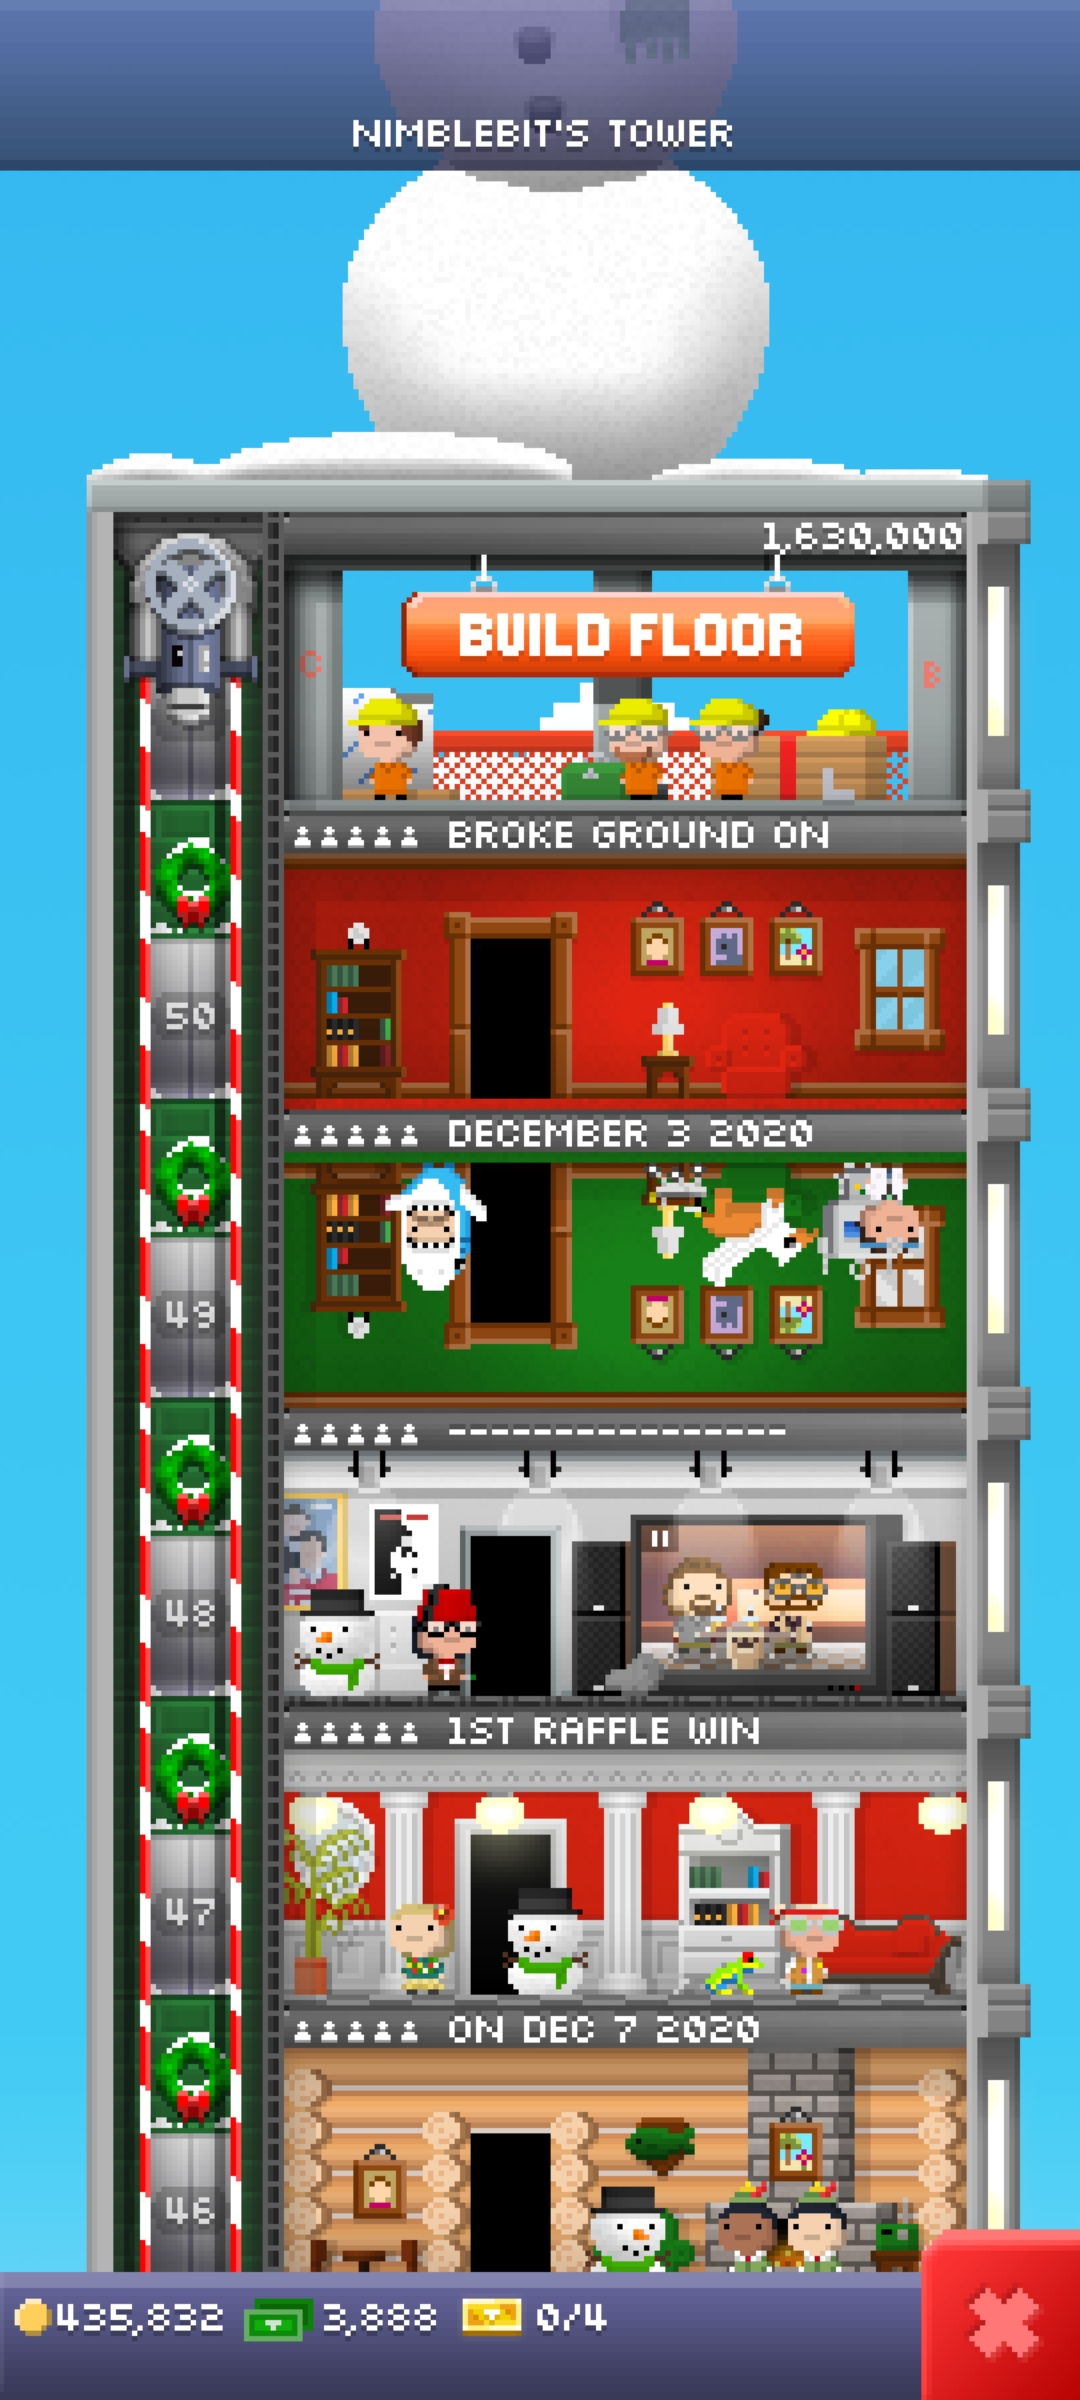 NIMBLEBIT'S TOWER
1,630,000
BUILD FLOOR
C
B
BROKE GROUND ON
50
DECEMBER 3 2020
49
----------------
48
1ST RAFFLE WIN
47
ON DEC 7 2020
46
435,832 3,888 0/4